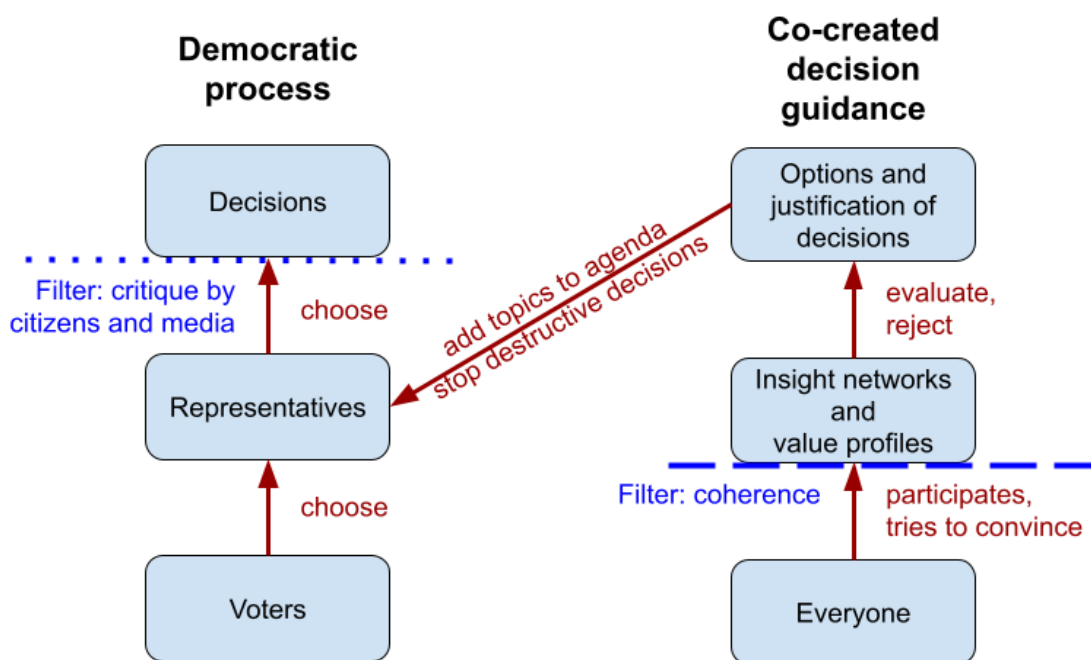 Democratic
process
Decisions
Filter: critique by
citizens and media
choose
Representatives
choose
Voters
add topics to agenda
stop destructive decisions
Co-created
decision
guidance
Options and
justification of
decisions
evaluate,
reject
Insight networks
and
value profiles
Filter: coherence
participates,
tries to convince
Everyone